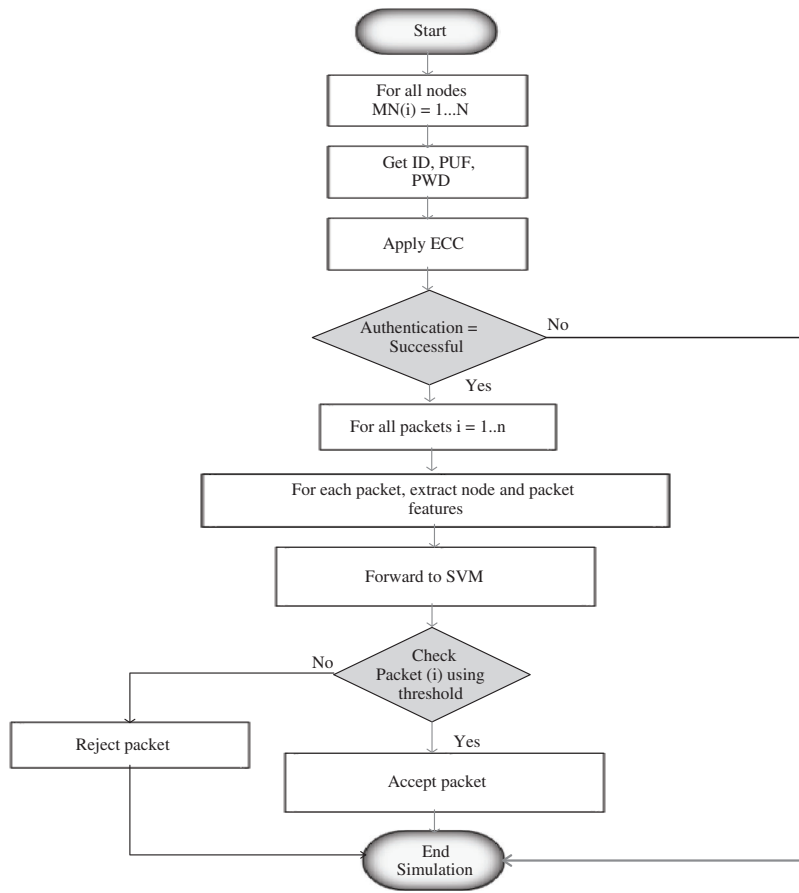 Start
For all nodes
MN(i) = 1...N
Get ID, PUF,
PWD
Apply ECC
Authentication =
Successful
No
Yes
For all packets i = 1..n
For each packet, extract node and packet
features
Forward to SVM
Check
Packet (i) using
threshold
No
Yes
Reject packet
Accept packet
End
Simulation